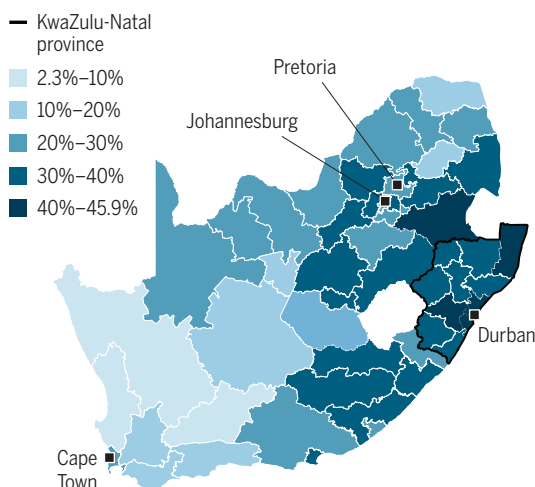 KwaZulu-Natal
province
2.3%–10%
10%–20%
20%–30%
30%–40%
40%–45.9%
Pretoria
Johannesburg
Durban
Cape
Town